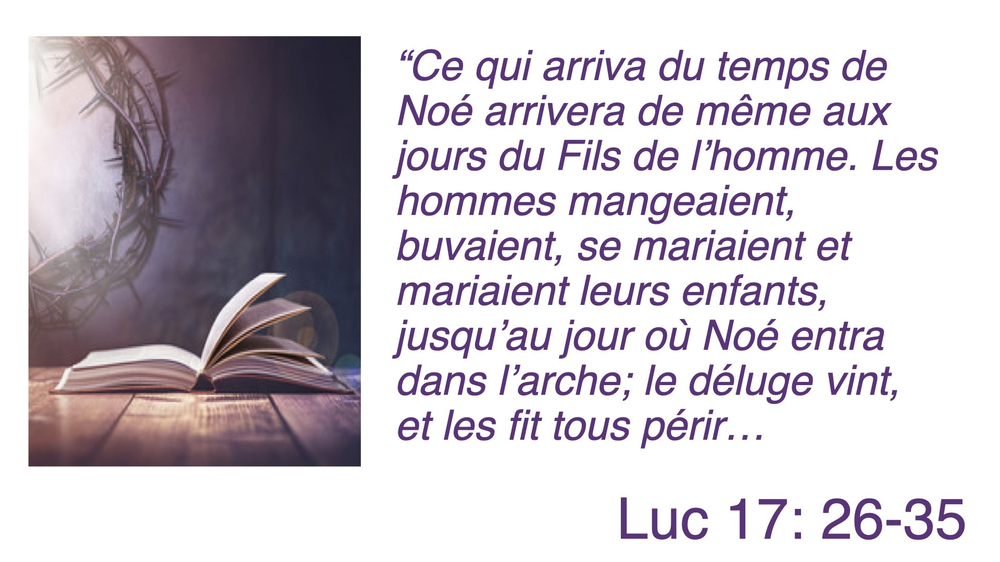 “Ce qui arriva du temps de
Noé arrivera de même aux
jours du Fils de l’homme. Les
hommes mangeaient,
buvaient, se mariaient et
mariaient leurs enfants,
jusqu’au jour où Noé entra
dans l’arche; le déluge vint,
et les fit tous périr…
Luc 17: 26-35